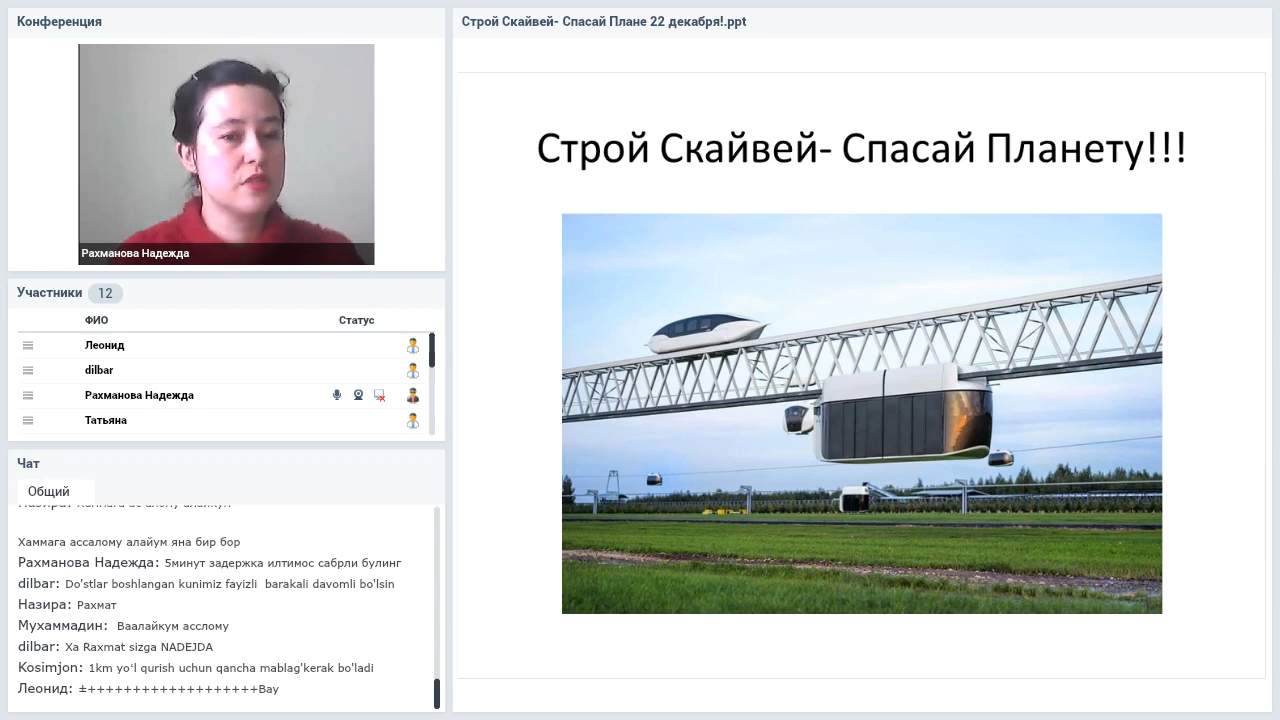 Конференция
Рахманова Надежда
Участники 12
ФИО Статус
Леонид
dilbar
Рахманова Надежда
Татьяна
Чат
Общий
Хаммага ассалому алайум яна бир бор
Рахманова Надежда: 5минут задержка илтимос сабрли булинг
dilbar: Do'stlar boshlangan kunimiz fayizli barakali davomli bo'lsin
Назира: Рахмат
Мухаммадин: Ваалайкум асслому
dilbar: Xa Raxmat sizga NADEJDA
Kosimjon: 1km yoʻl qurish uchun qancha mablag'kerak bo'ladi
Леонид: ±+++++++++++++++++++Вау
Строй Скайвей- Спасай Плане 22 декабря!.ppt
Строй Скайвей- Спасай Планету!!!